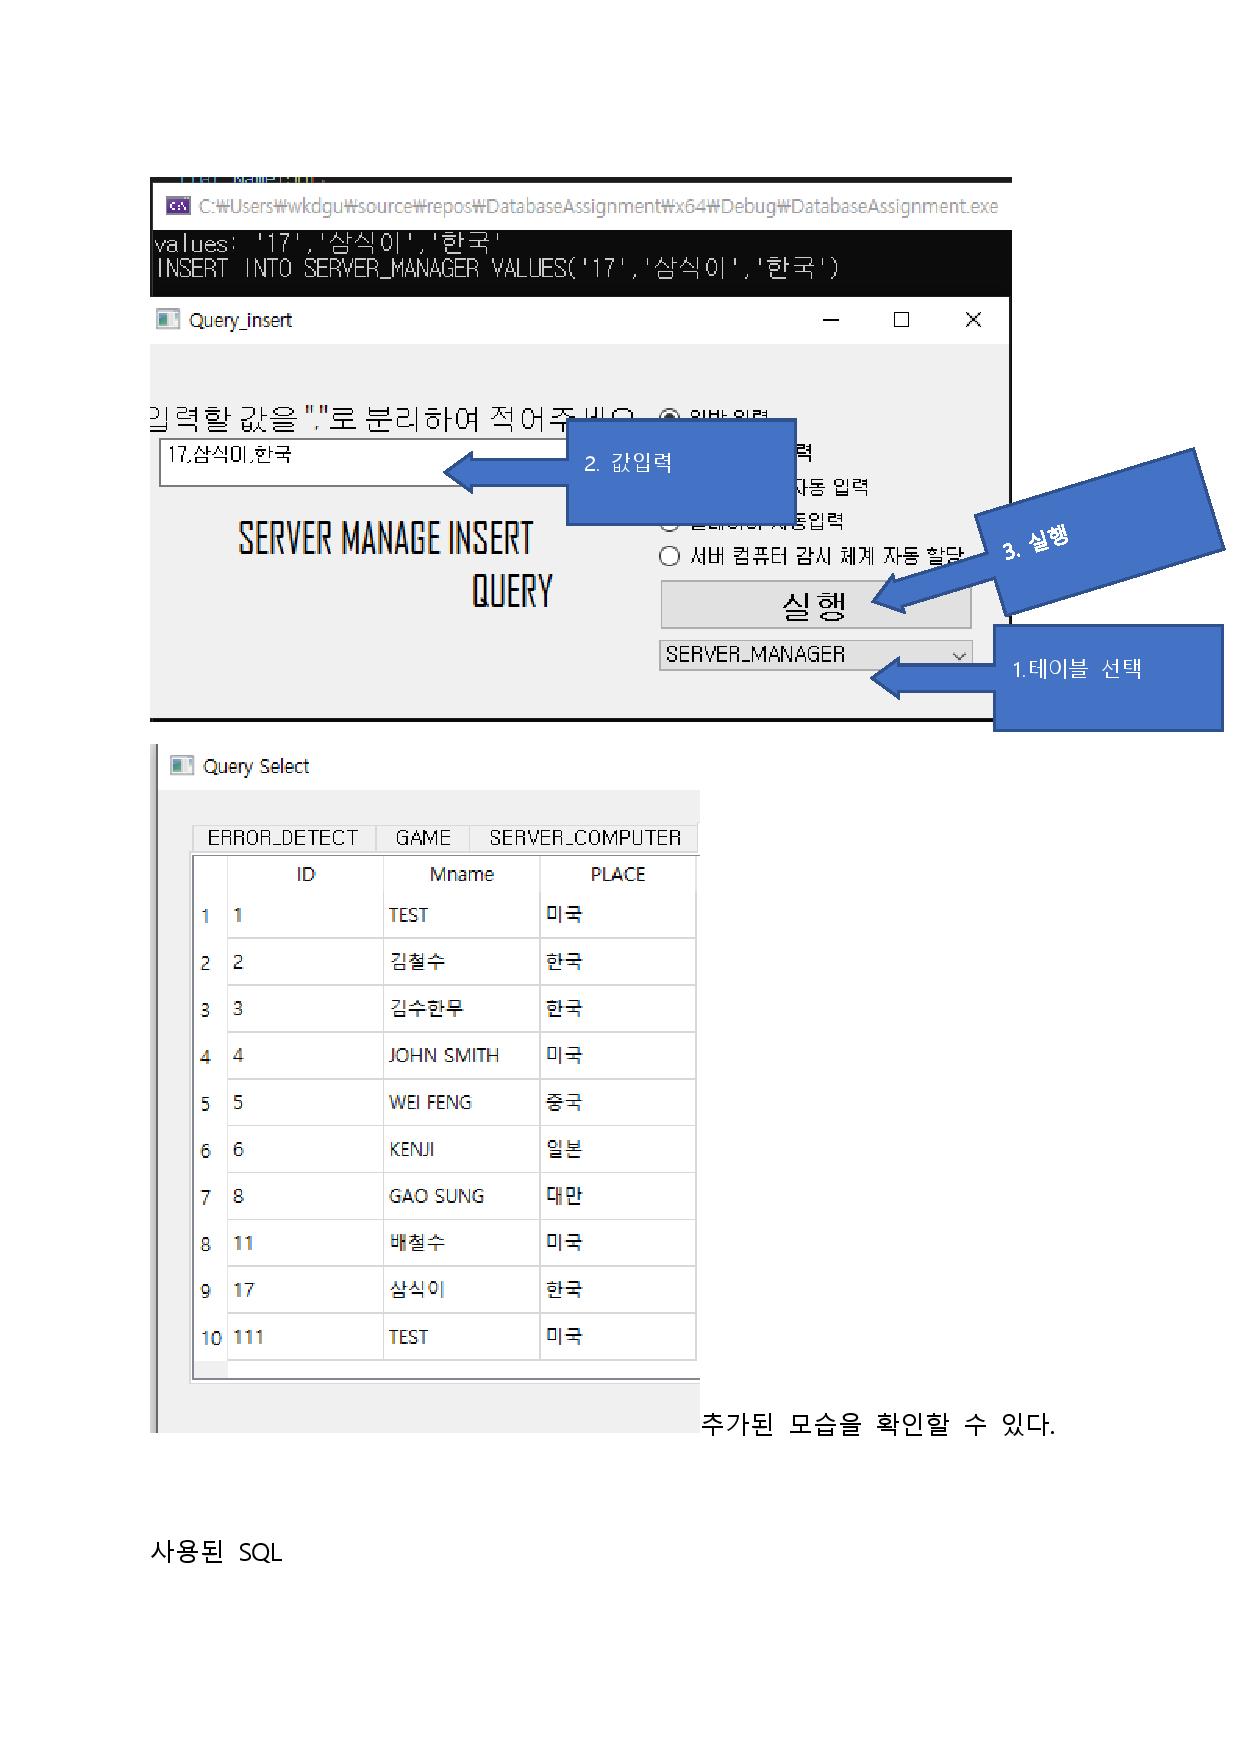 C:₩Users₩wkdgu₩source₩repos₩DatabaseAssignment₩x64₩Debug₩DatabaseAssignment.exe
values: '17','삼식이','한국'
INSERT INTO SERVER_MANAGER VALUES('17','삼식이','한국')
Query_insert
입력할 값을 ","로 분리하여 적어주세요
일반 입력
17,삼식이,한국
2. 값입력
력
자동 입력
자동입력
SERVER MANAGE INSERT
QUERY
서버 컴퓨터 감시 체계 자동 할당
3. 실행
실행
SERVER_MANAGER
1.테이블 선택
Query Select
ERROR_DETECT GAME SERVER_COMPUTER
ID Mname PLACE
1 1 TEST 미국
2 2 김철수 한국
3 3 김수한무 한국
4 4 JOHN SMITH 미국
5 5 WEI FENG 중국
6 6 KENJI 일본
7 8 GAO SUNG 대만
8 11 배철수 미국
9 17 삼식이 한국
10 111 TEST 미국
추가된 모습을 확인할 수 있다.
사용된 SQL